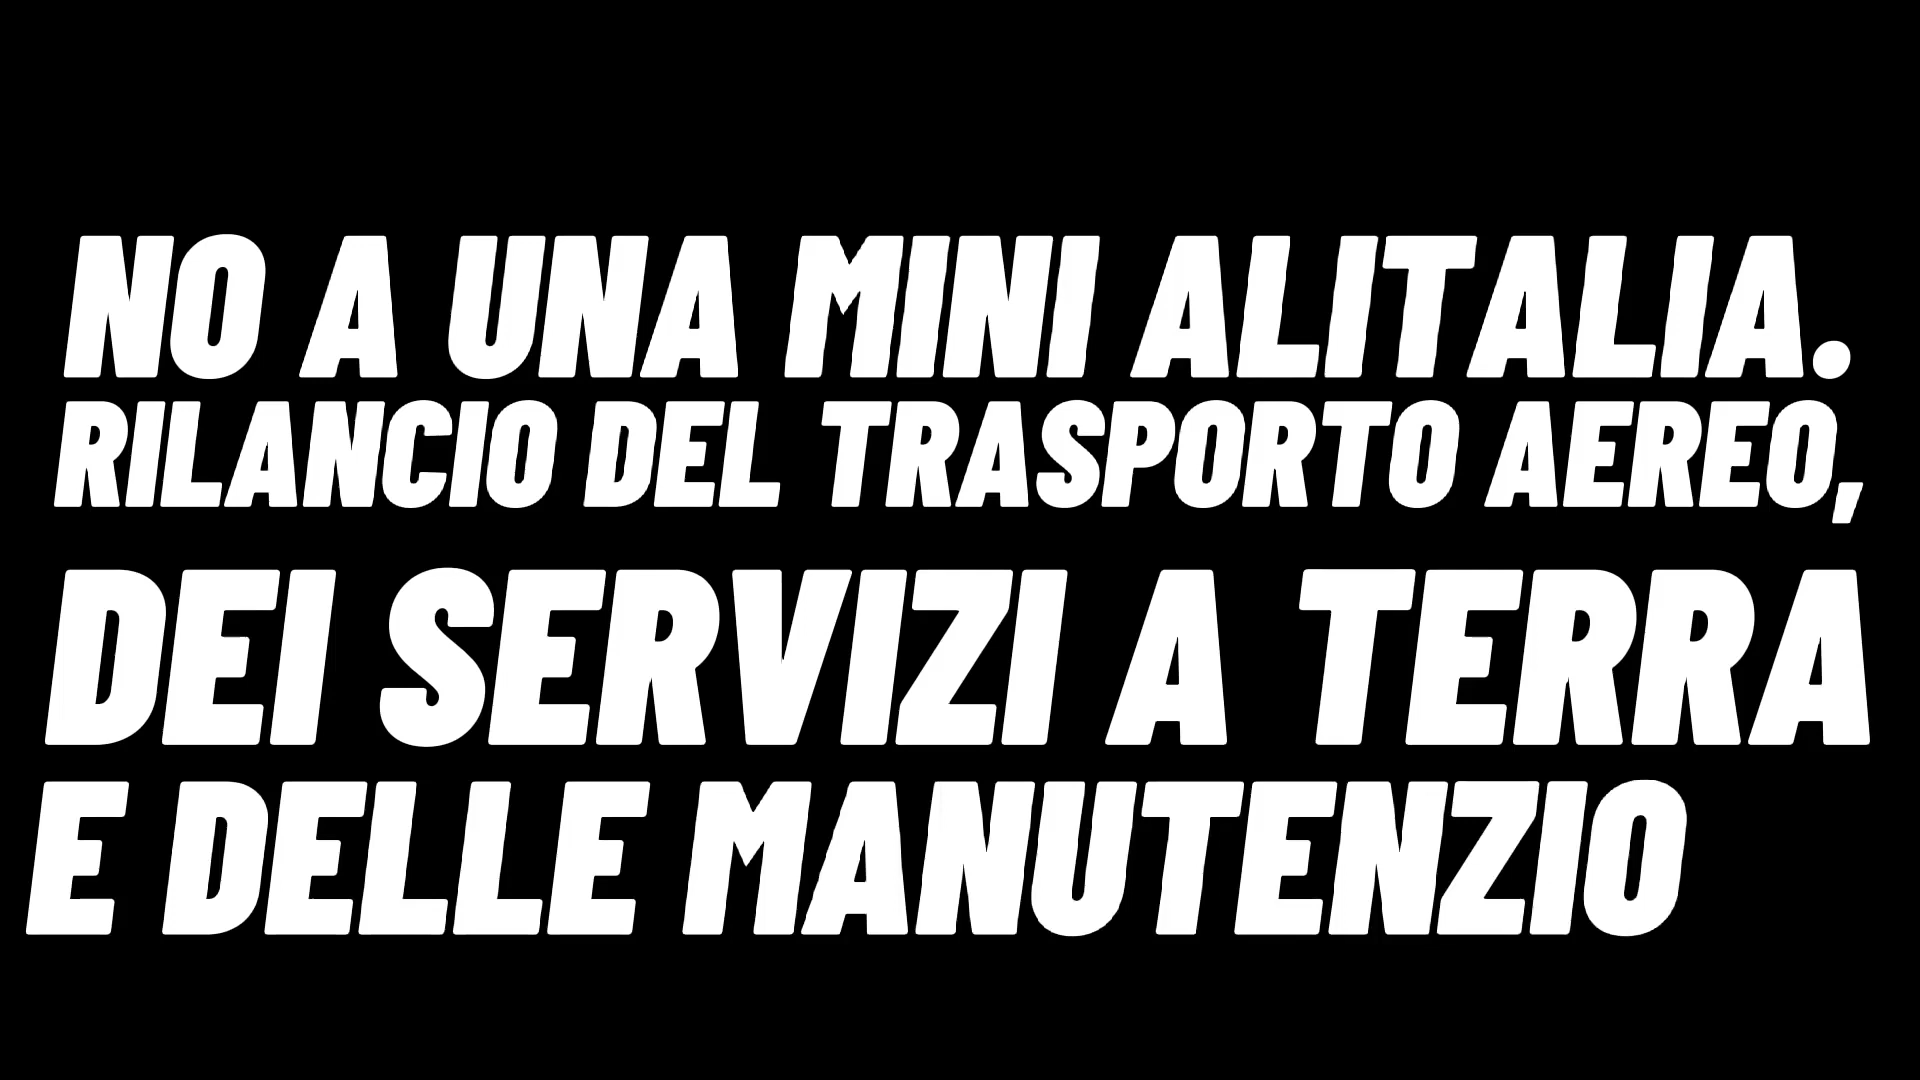 NO A UNA MINI ALITALIA.
RILANCIO DEL TRASPORTO AEREO,
DEI SERVIZI A TERRA
E DELLE MANUTENZIO